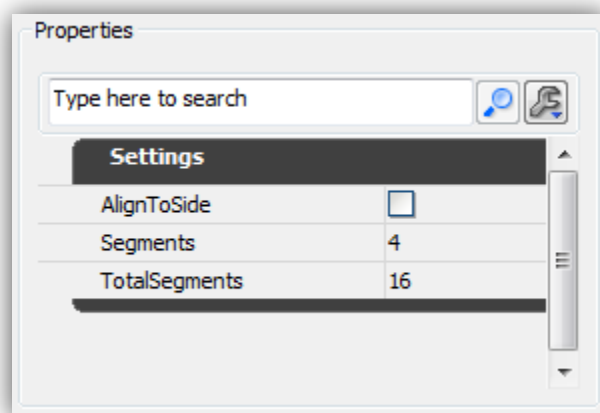 Properties
Type here to search
Settings
AlignToSide
Segments 4
TotalSegments 16